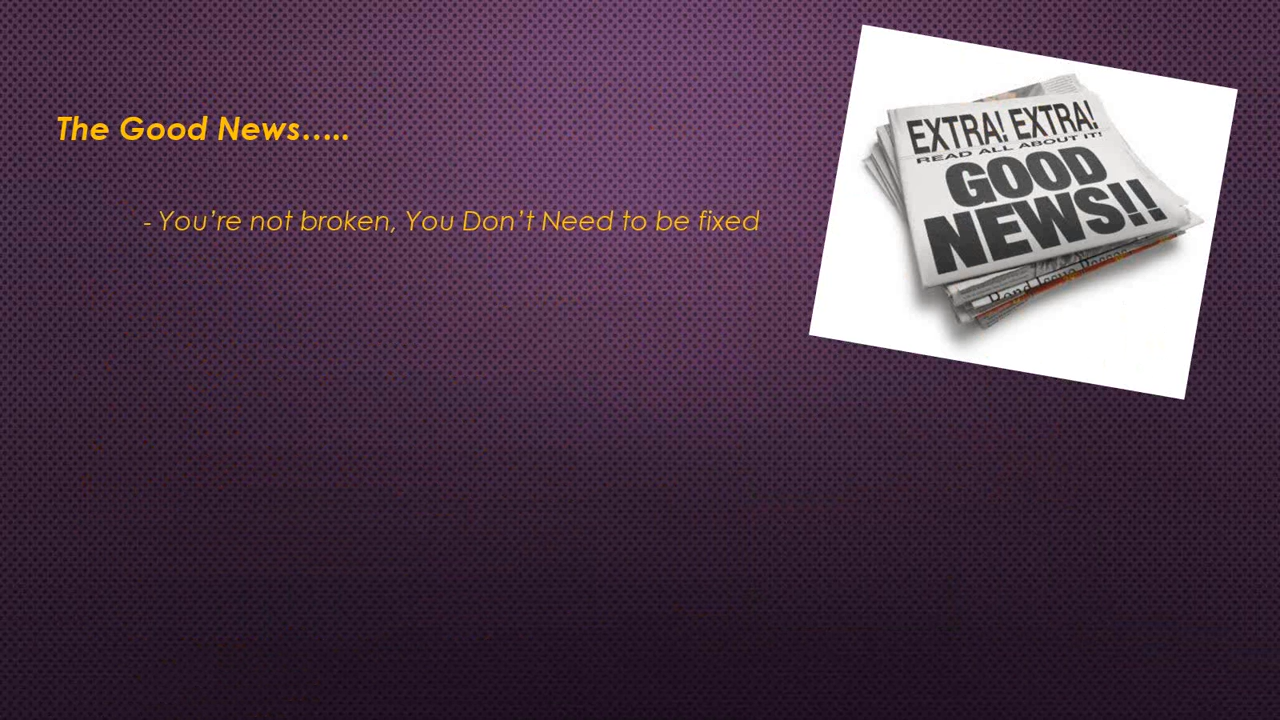 The Good News…..
- You’re not broken, You Don’t Need to be fixed
EXTRA! EXTRA!
READ ALL ABOUT IT!
GOOD
NEWS!!